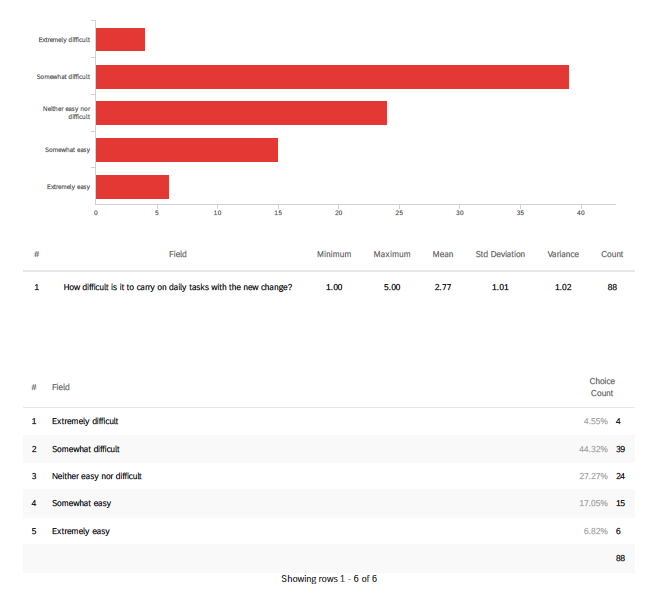 Extremely difficult
Somewhat difficult
Neither easy nor
difficult
Somewhat easy
Extremely easy
0 5 10 15 20 25 30 35 40
# Field Minimum Maximum Mean Std Deviation Variance Count
1 How difficult is it to carry on daily tasks with the new change? 1.00 5.00 2.77 1.01 1.02 88
# Field Choice
Count
1 Extremely difficult 4.55% 4
2 Somewhat difficult 44.32% 39
3 Neither easy nor difficult 27.27% 24
4 Somewhat easy 17.05% 15
5 Extremely easy 6.82% 6
88
Showing rows 1 - 6 of 6